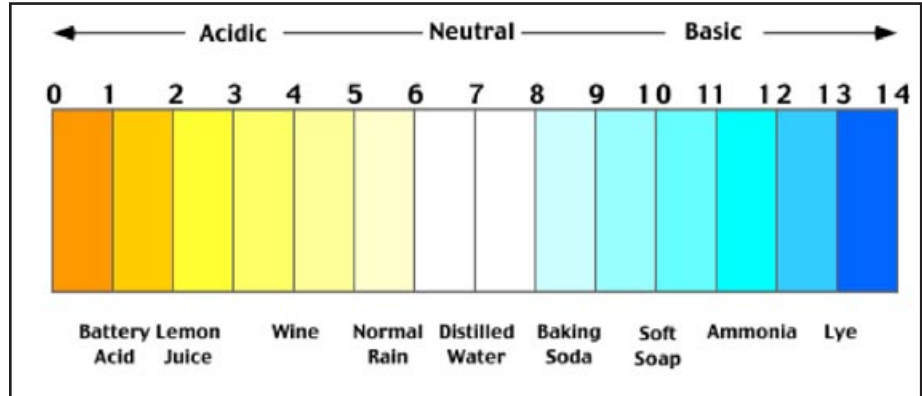 Acidic Neutral Basic
0 1 2 3 4 5 6 7 8 9 10 11 12 13 14
Battery Lemon Wine Normal Distilled Baking Soft Ammonia Lye
Acid Juice Rain Water Soda Soap